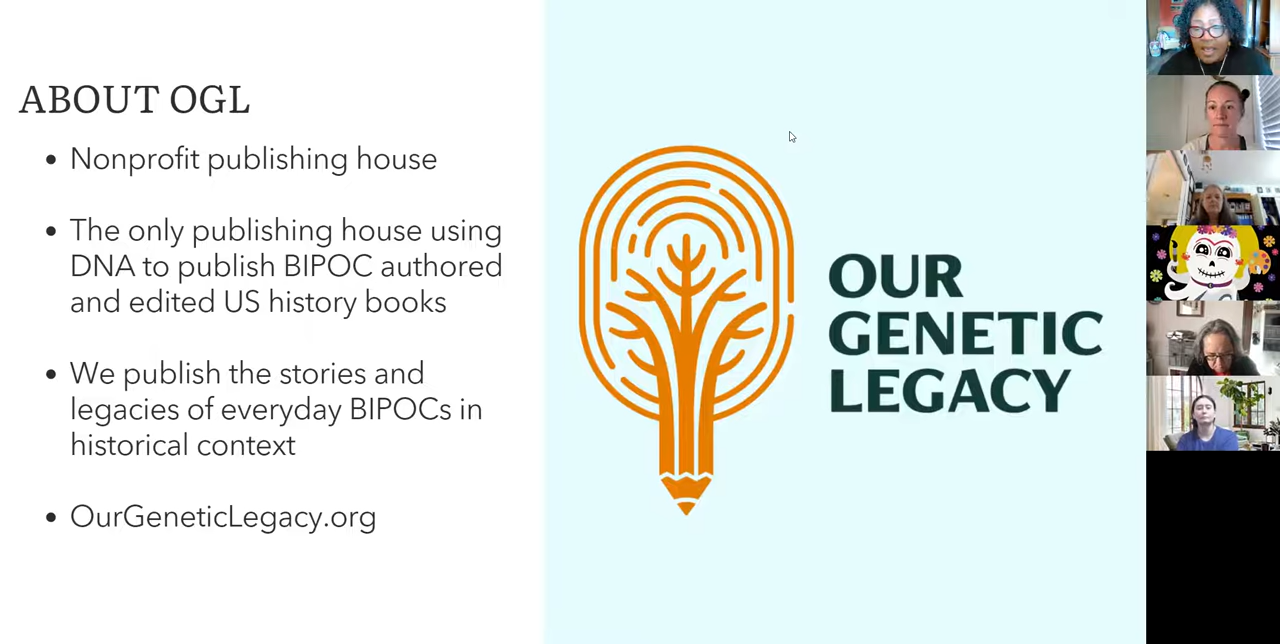 ABOUT OGL
• Nonprofit publishing house
• The only publishing house using
DNA to publish BIPOC authored
and edited US history books
• We publish the stories and
legacies of everyday BIPOCs in
historical context
• OurGeneticLegacy.org
OUR
GENETIC
LEGACY